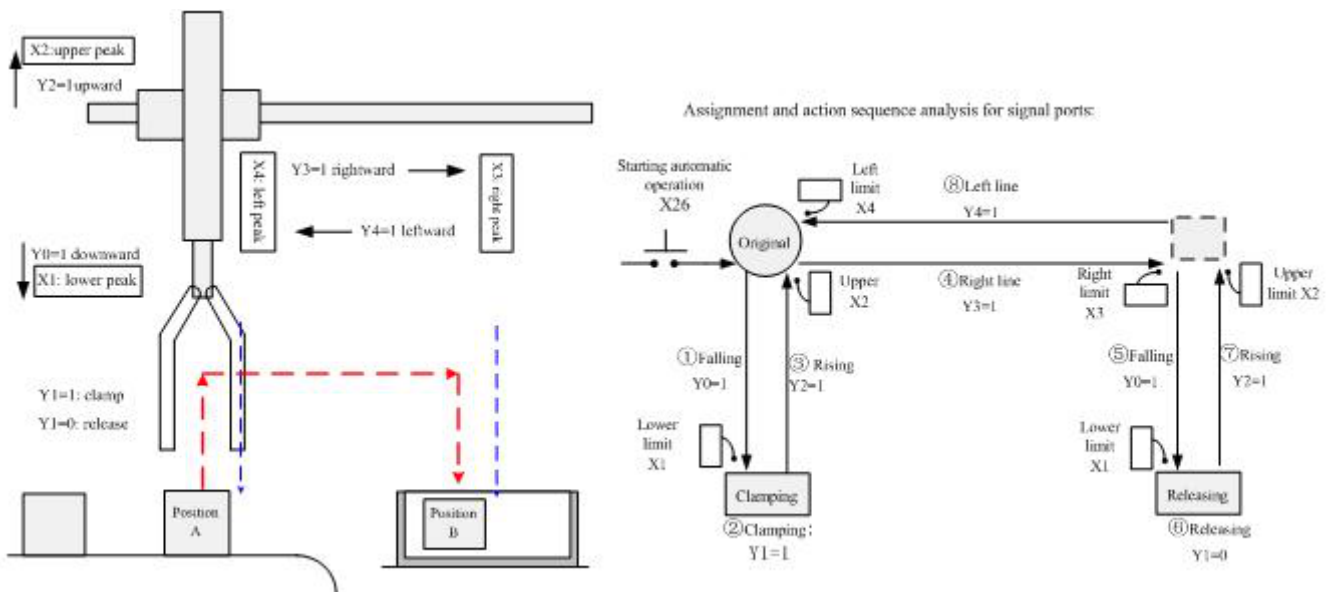 X2:upper peak
Y2=1upward
X4: left peak
Y3=1 rightward
X3: right peak
Y4=1 leftward
Y0=1 downward
X1: lower peak
Y1=1: clamp
Y1=0: release
Position
A
Position
B
Assignment and action sequence analysis for signal ports:
Starting automatic
operation
X26
Original
Left
limit
X4
⑧Left line
Y4=1
Upper
X2
④Right line
Y3=1
Right
limit
X3
Upper
limit X2
①Falling
Y0=1
③ Rising
Y2=1
⑤Falling
Y0=1
⑦Rising
Y2=1
Lower
limit
X1
Clamping
②Clamping:
Y1=1
Lower
limit
X1
Releasing
⑥Releasing
Y1=0